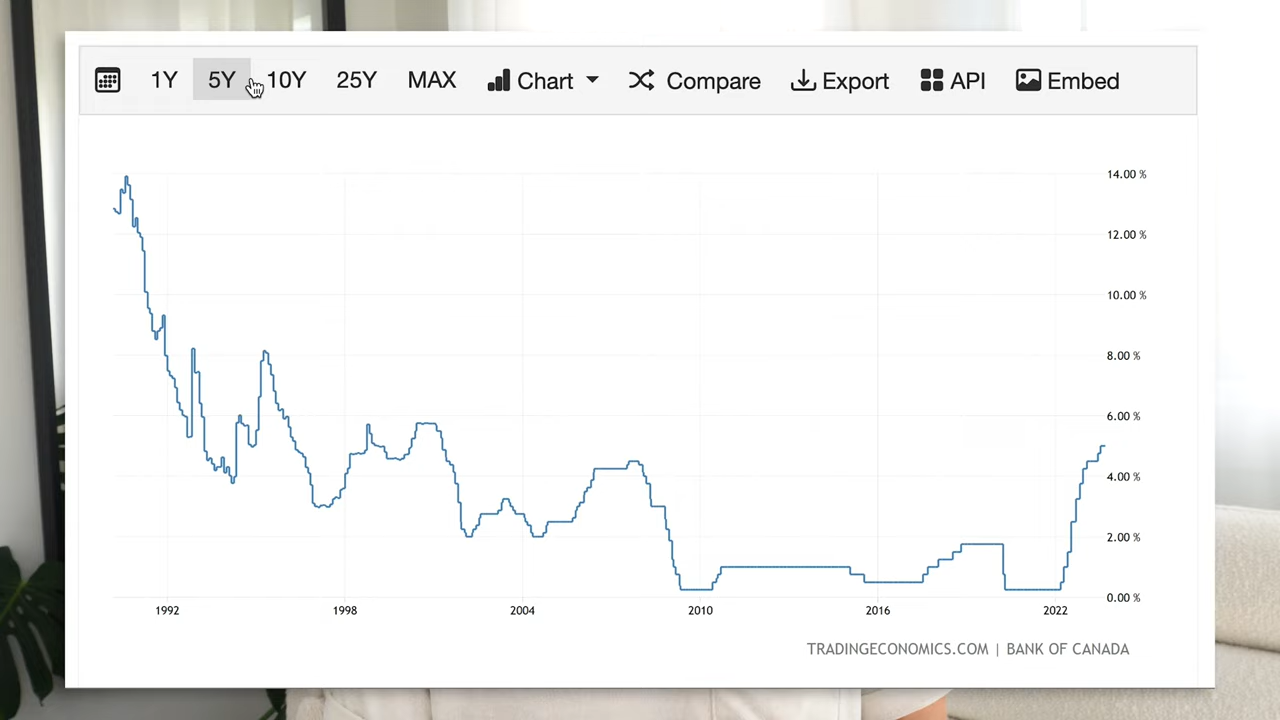 1Y 5Y 10Y 25Y MAX Chart Compare Export API Embed
14.00 %
12.00 %
10.00 %
8.00 %
6.00 %
4.00 %
2.00 %
0.00 %
1992 1998 2004 2010 2016 2022
TRADINGECONOMICS.COM | BANK OF CANADA